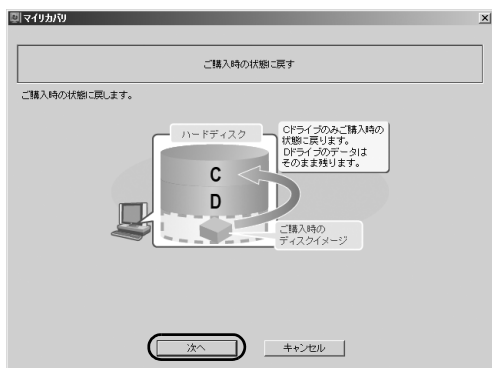 マイリカバリ
ご購入時の状態に戻す
ご購入時の状態に戻します。
ハードディスク
Cドライブのみご購入時の
状態に戻ります。
Dドライブのデータは
そのまま残ります。
C
D
ご購入時の
ディスクイメージ
次へ
キャンセル